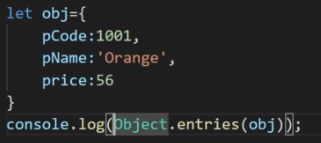 let obj={
    pCode:1001,
    pName:'Orange',
    price:56
}
console.log(Object.entries(obj));